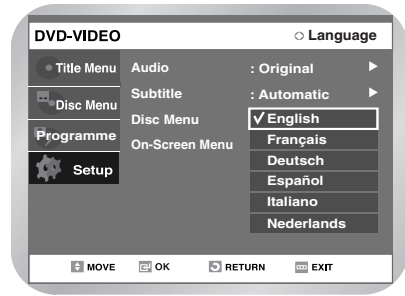 DVD-VIDEO Language
Title Menu
Disc Menu
Programme
Setup
Audio : Original
Subtitle : Automatic
Disc Menu
On-Screen Menu
English
Français
Deutsch
Español
Italiano
Nederlands
MOVE OK RETURN EXIT